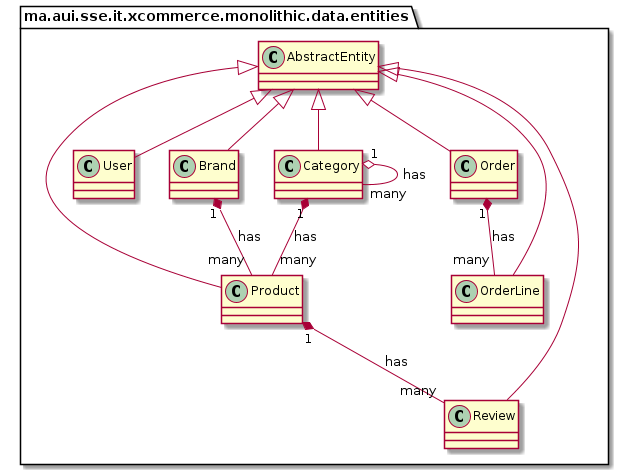 ma.aui.sse.it.xcommerce.monolithic.data.entities
C AbstractEntity
C User
C Brand
C Category
1
has
many
C Order
1
1
1
has
has
has
many
many
many
C Product
C OrderLine
1
has
many
C Review